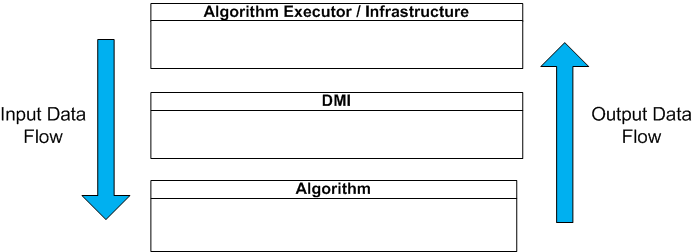 Algorithm Executor / Infrastructure
Input Data
Flow
DMI
Output Data
Flow
Algorithm